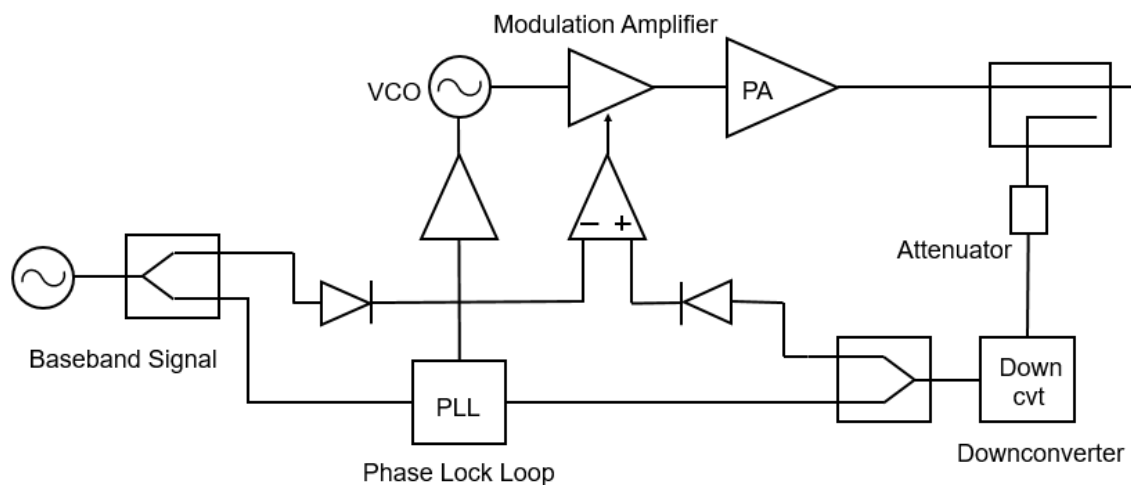 Modulation Amplifier
VCO
PA
− +
Attenuator
Baseband Signal
PLL
Down
cvt
Phase Lock Loop
Downconverter